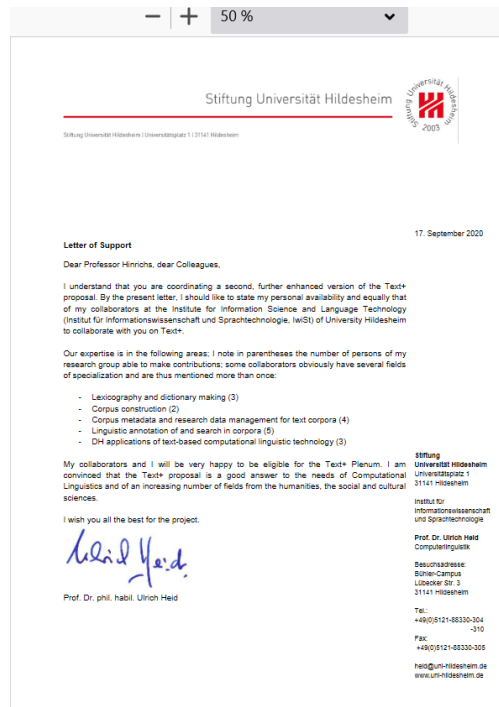 50 %
Stiftung Universität Hildesheim
Stiftung Universität Hildesheim
2003
Stiftung Universität Hildesheim | Universitätsplatz 1 | 31141 Hildesheim
17. September 2020
Letter of Support
Dear Professor Hinrichs, dear Colleagues,
I understand that you are coordinating a second, further enhanced version of the Text+
proposal. By the present letter, I should like to state my personal availability and equally that
of my collaborators at the Institute for Information Science and Language Technology
(Institut für Informationswissenschaft und Sprachtechnologie, IwiSt) of University Hildesheim
to collaborate with you on Text+.
Our expertise is in the following areas; I note in parentheses the number of persons of my
research group able to make contributions; some collaborators obviously have several fields
of specialization and are thus mentioned more than once:
- Lexicography and dictionary making (3)
- Corpus construction (2)
- Corpus metadata and research data management for text corpora (4)
- Linguistic annotation of and search in corpora (5)
- DH applications of text-based computational linguistic technology (3)
My collaborators and I will be very happy to be eligible for the Text+ Plenum. I am
convinced that the Text+ proposal is a good answer to the needs of Computational
Linguistics and of an increasing number of fields from the humanities, the social and cultural
sciences.
I wish you all the best for the project.
Ulrich Heid
Prof. Dr. phil. habil. Ulrich Heid
Stiftung
Universität Hildesheim
Universitätsplatz 1
31141 Hildesheim
Institut für
Informationswissenschaft
und Sprachtechnologie
Prof. Dr. Ulrich Heid
Computerlinguistik
Besuchsadresse:
Bühler-Campus
Lübecker Str. 3
31141 Hildesheim
Tel.:
+49(0)5121-88330-304
-310
Fax:
+49(0)5121-88330-305
heid@uni-hildesheim.de
www.uni-hildesheim.de